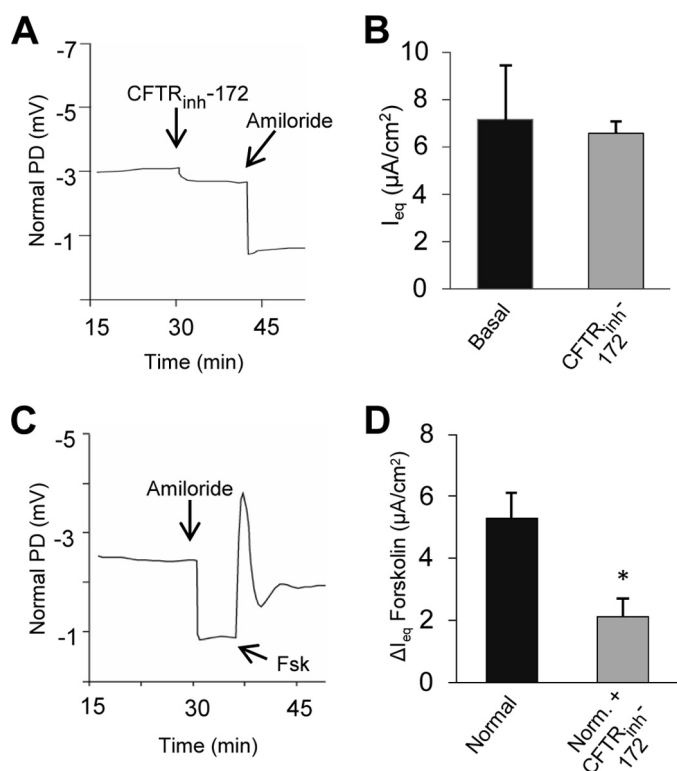 A
Normal PD (mV)
-7
-5
-3
-1
CFTRinh-172
Amiloride
15 30 45
Time (min)
B
Ieq (µA/cm²)
10
8
6
4
2
0
Basal
CFTRinh-
172
C
Normal PD (mV)
-5
-3
-1
Amiloride
Fsk
15 30 45
Time (min)
D
ΔIeq Forskolin (µA/cm²)
8
6
4
2
0
*
Normal
Norm. +
CFTRinh-
172